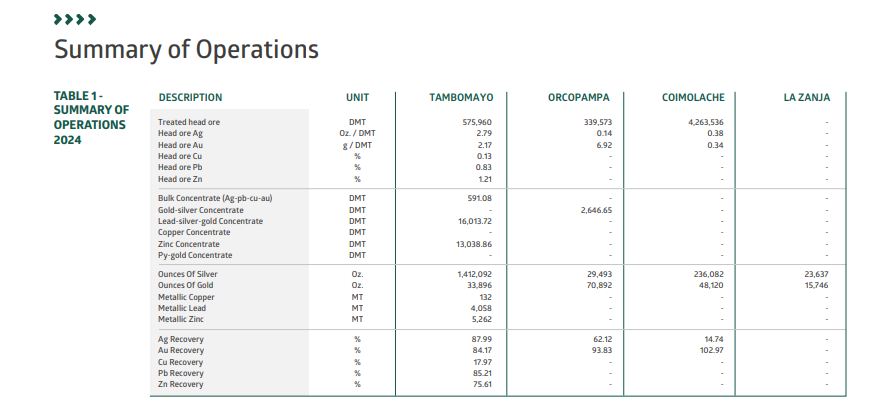 Summary of Operations
TABLE 1 -
SUMMARY OF
OPERATIONS
2024
DESCRIPTION UNIT TAMBOMAYO ORCOPAMPA COIMOLACHE LA ZANJA
Treated head ore DMT 575,960 339,573 4,263,536 -
Head ore Ag Oz. / DMT 2.79 0.14 0.38 -
Head ore Au g / DMT 2.17 6.92 0.34 -
Head ore Cu % 0.13 - - -
Head ore Pb % 0.83 - - -
Head ore Zn % 1.21 - - -
Bulk Concentrate (Ag-pb-cu-au) DMT 591.08 - - -
Gold-silver Concentrate DMT - 2,646.65 - -
Lead-silver-gold Concentrate DMT 16,013.72 - - -
Copper Concentrate DMT - - - -
Zinc Concentrate DMT 13,038.86 - - -
Py-gold Concentrate DMT - - - -
Ounces Of Silver Oz. 1,412,092 29,493 236,082 23,637
Ounces Of Gold Oz. 33,896 70,892 48,120 15,746
Metallic Copper MT 132 - - -
Metallic Lead MT 4,058 - - -
Metallic Zinc MT 5,262 - - -
Ag Recovery % 87.99 62.12 14.74 -
Au Recovery % 84.17 93.83 102.97 -
Cu Recovery % 17.97 - - -
Pb Recovery % 85.21 - - -
Zn Recovery % 75.61 - - -